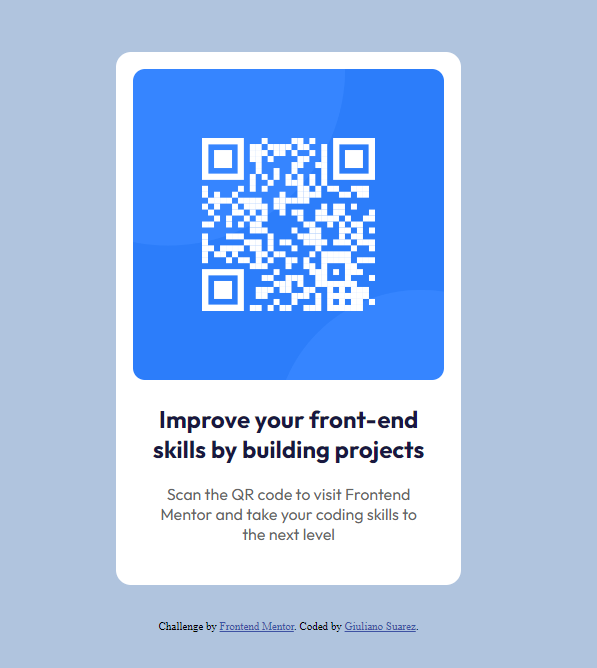 Improve your front-end
skills by building projects
Scan the QR code to visit Frontend
Mentor and take your coding skills to
the next level
Challenge by Frontend Mentor. Coded by Giuliano Suarez.